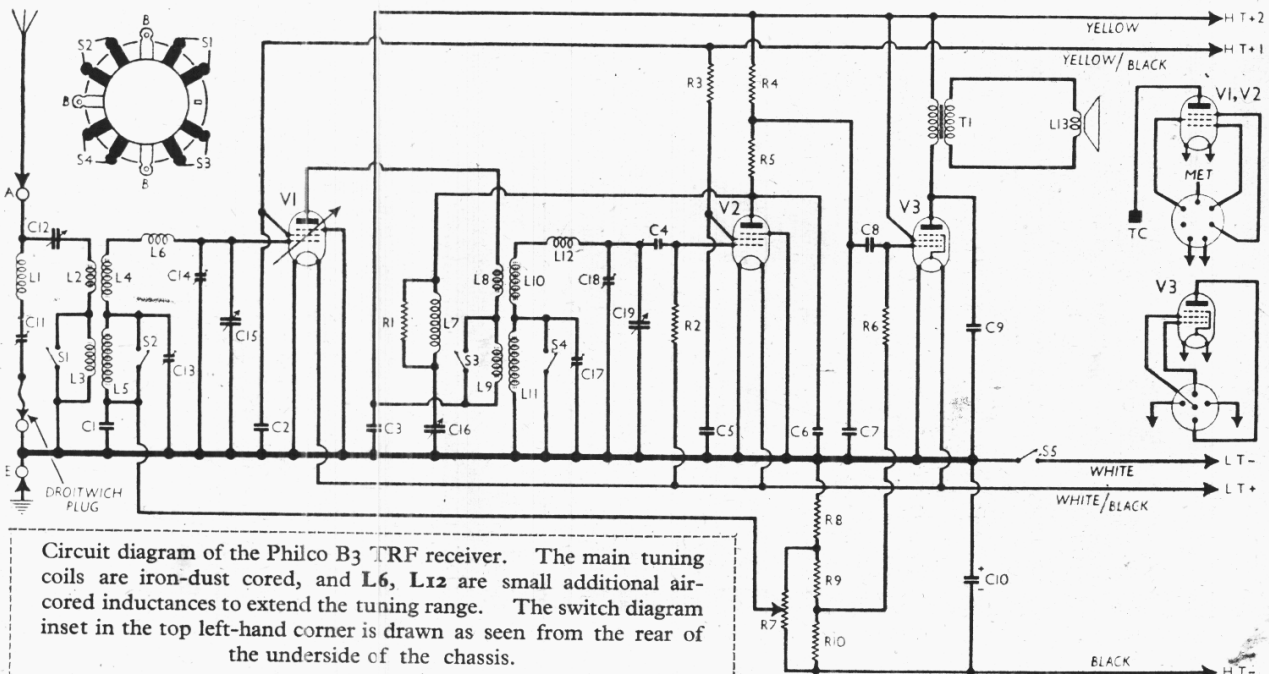 B
S2
S1
B
S4
S3
B
A
C12
L1
C11
L2
L4
L6
C14
C15
S1
L3
S2
L5
C13
C1
C2
E
DROITWICH
PLUG
V1
R1
L7
L8
L10
L12
C18
C19
C4
R2
S3
L9
S4
L11
C17
C3
C16
R3
R4
R5
V2
C5
C6
C7
C8
R6
V3
C9
T1
L13
V1, V2
MET
TC
V3
YELLOW
HT+2
YELLOW/BLACK
HT+1
S5
WHITE
LT-
WHITE/BLACK
LT+
R8
R9
R7
R10
+
C10
-
BLACK
HT-
Circuit diagram of the Philco B3 TRF receiver. The main tuning
coils are iron-dust cored, and L6, L12 are small additional air-
cored inductances to extend the tuning range. The switch diagram
inset in the top left-hand corner is drawn as seen from the rear of
the underside of the chassis.